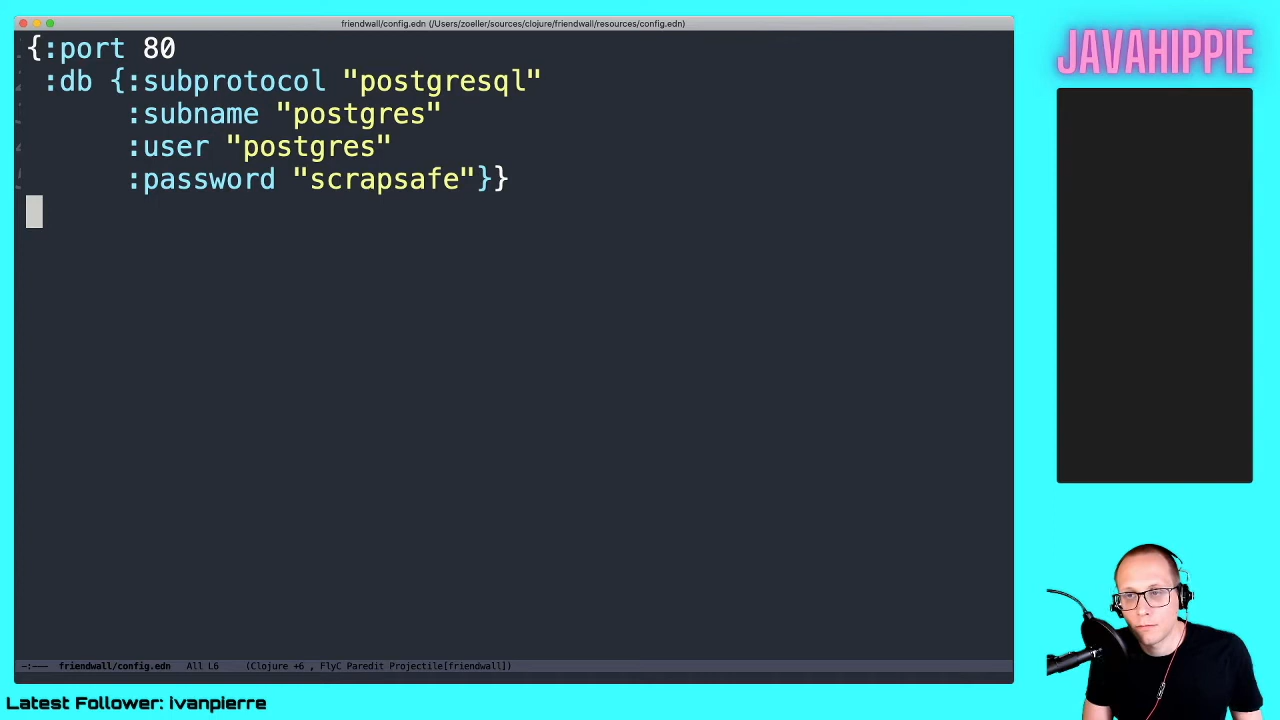 friendwall/config.edn (/Users/zoeller/sources/clojure/friendwall/resources/config.edn)
JAVAHIPPIE
{:port 80
:db {:subprotocol "postgresql"
:subname "postgres"
:user "postgres"
:password "scrapsafe"}}
-:--- friendwall/config.edn All L6 (Clojure +6 , FlyC Paredit Projectile[friendwall])
Latest Follower: ivanpierre